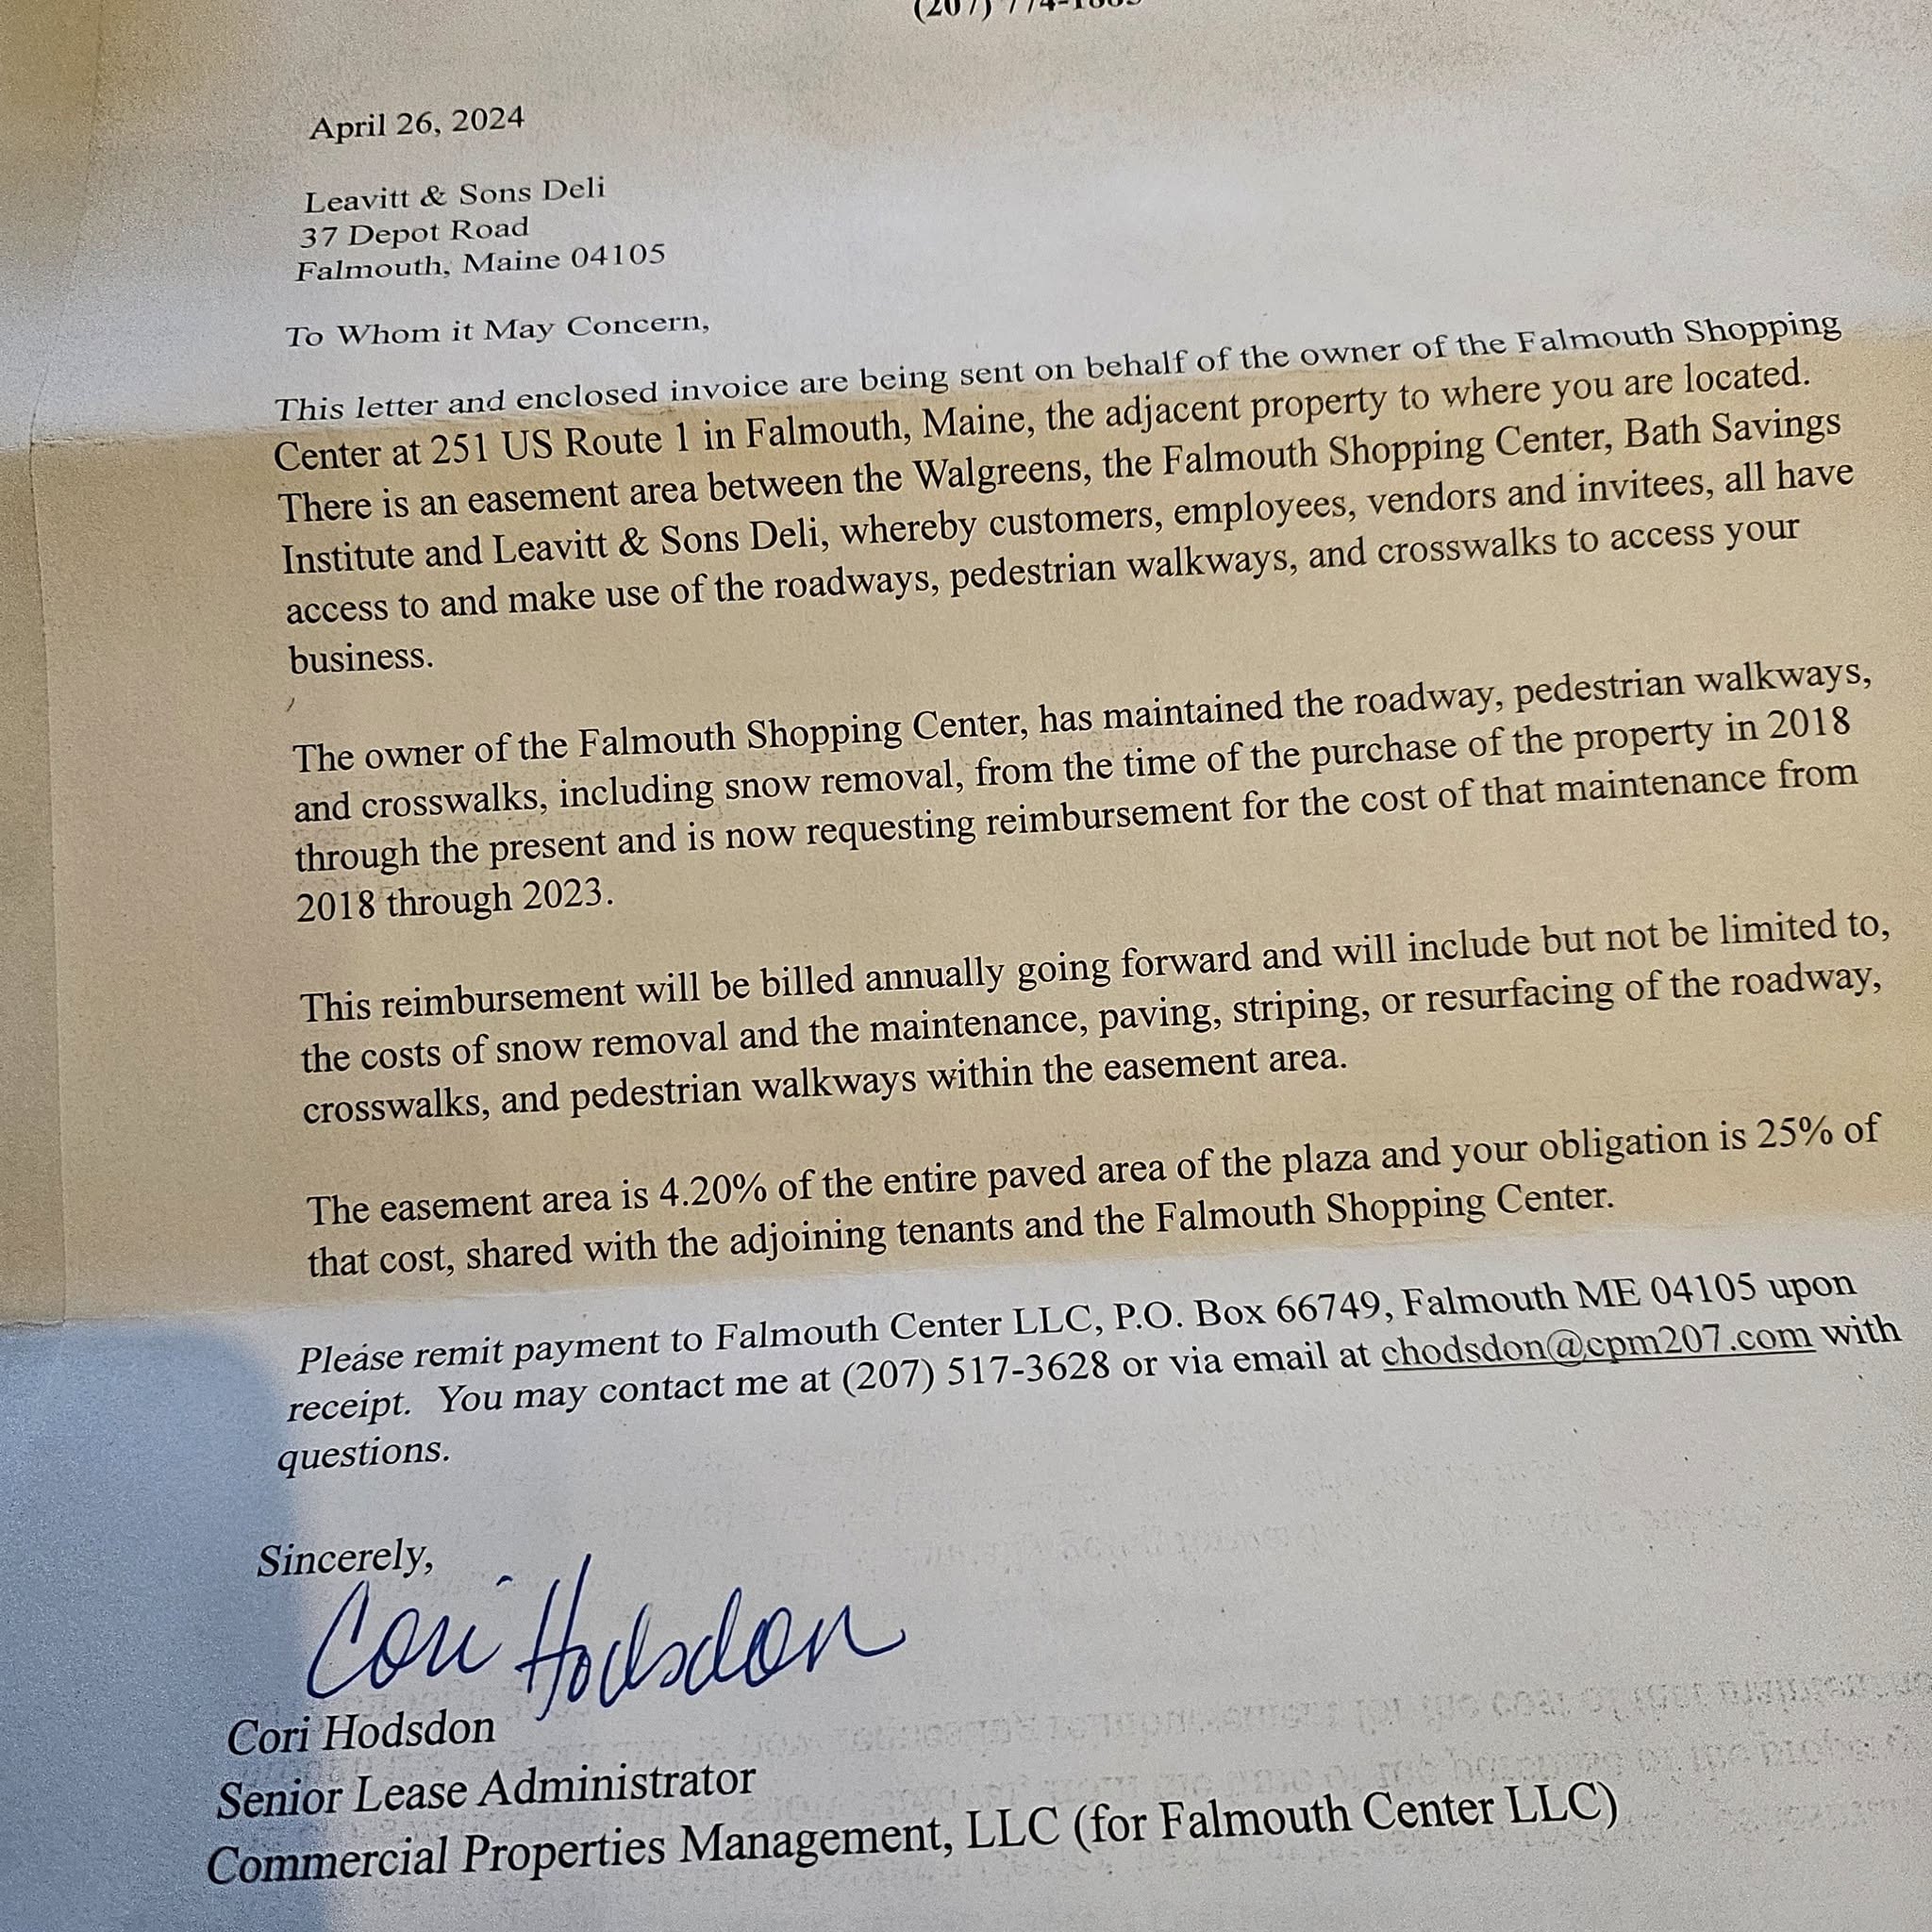 April 26, 2024
Leavitt & Sons Deli
37 Depot Road
Falmouth, Maine 04105
To Whom it May Concern,
This letter and enclosed invoice are being sent on behalf of the owner of the Falmouth Shopping
Center at 251 US Route 1 in Falmouth, Maine, the adjacent property to where you are located.
There is an easement area between the Walgreens, the Falmouth Shopping Center, Bath Savings
Institute and Leavitt & Sons Deli, whereby customers, employees, vendors and invitees, all have
access to and make use of the roadways, pedestrian walkways, and crosswalks to access your
business.
The owner of the Falmouth Shopping Center, has maintained the roadway, pedestrian walkways,
and crosswalks, including snow removal, from the time of the purchase of the property in 2018
through the present and is now requesting reimbursement for the cost of that maintenance from
2018 through 2023.
This reimbursement will be billed annually going forward and will include but not be limited to,
the costs of snow removal and the maintenance, paving, striping, or resurfacing of the roadway,
crosswalks, and pedestrian walkways within the easement area.
The easement area is 4.20% of the entire paved area of the plaza and your obligation is 25% of
that cost, shared with the adjoining tenants and the Falmouth Shopping Center.
Please remit payment to Falmouth Center LLC, P.O. Box 66749, Falmouth ME 04105 upon
receipt. You may contact me at (207) 517-3628 or via email at chodsdon@cpm207.com with
questions.
Sincerely,
Cori Hodsdon
Cori Hodsdon
Senior Lease Administrator
Commercial Properties Management, LLC (for Falmouth Center LLC)